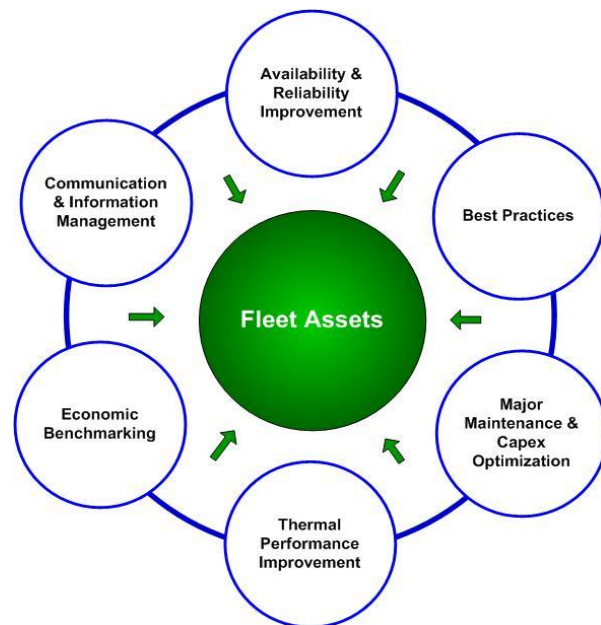 Availability &
Reliability
Improvement
Communication
& Information
Management
Best Practices
Fleet Assets
Economic
Benchmarking
Major
Maintenance &
Capex
Optimization
Thermal
Performance
Improvement